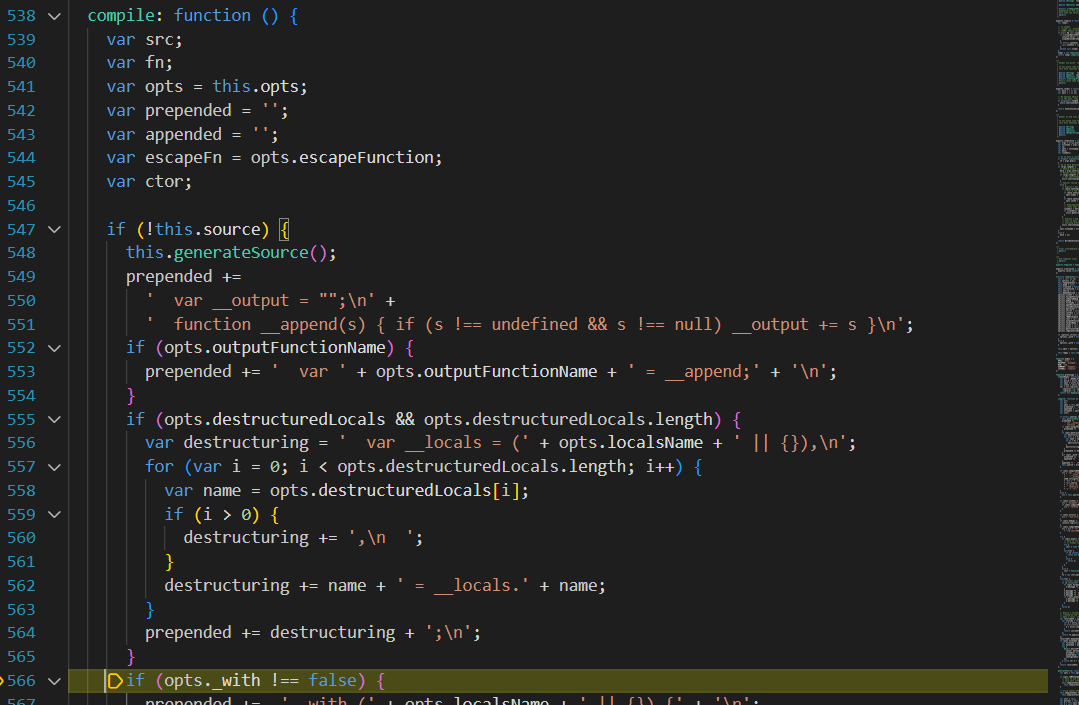 538 compile: function () {
539 var src;
540 var fn;
541 var opts = this.opts;
542 var prepended = '';
543 var appended = '';
544 var escapeFn = opts.escapeFunction;
545 var ctor;
546
547 if (!this.source) {
548 this.generateSource();
549 prepended +=
550 '  var __output = "";\n' +
551 '  function __append(s) { if (s !== undefined && s !== null) __output += s }\n';
552 if (opts.outputFunctionName) {
553 prepended += '  var ' + opts.outputFunctionName + ' = __append;' + '\n';
554 }
555 if (opts.destructuredLocals && opts.destructuredLocals.length) {
556 var destructuring = '  var __locals = (' + opts.localsName + ' || {}),\n';
557 for (var i = 0; i < opts.destructuredLocals.length; i++) {
558 var name = opts.destructuredLocals[i];
559 if (i > 0) {
560 destructuring += ',\n  ';
561 }
562 destructuring += name + ' = __locals.' + name;
563 }
564 prepended += destructuring + ';\n';
565 }
566 if (opts._with !== false) {
567 prepended += '  with (' + opts.localsName + ' || {}) {' + '\n';